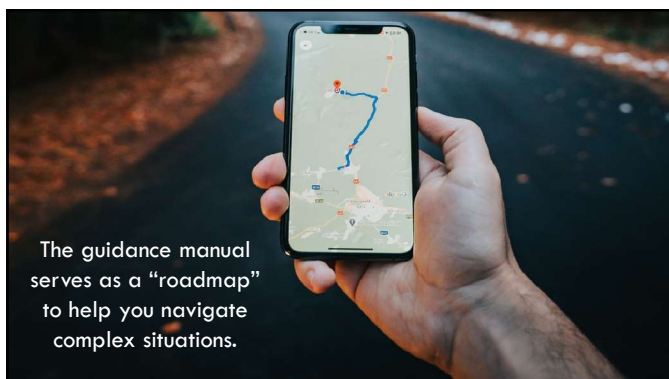 The guidance manual
serves as a “roadmap”
to help you navigate
complex situations.